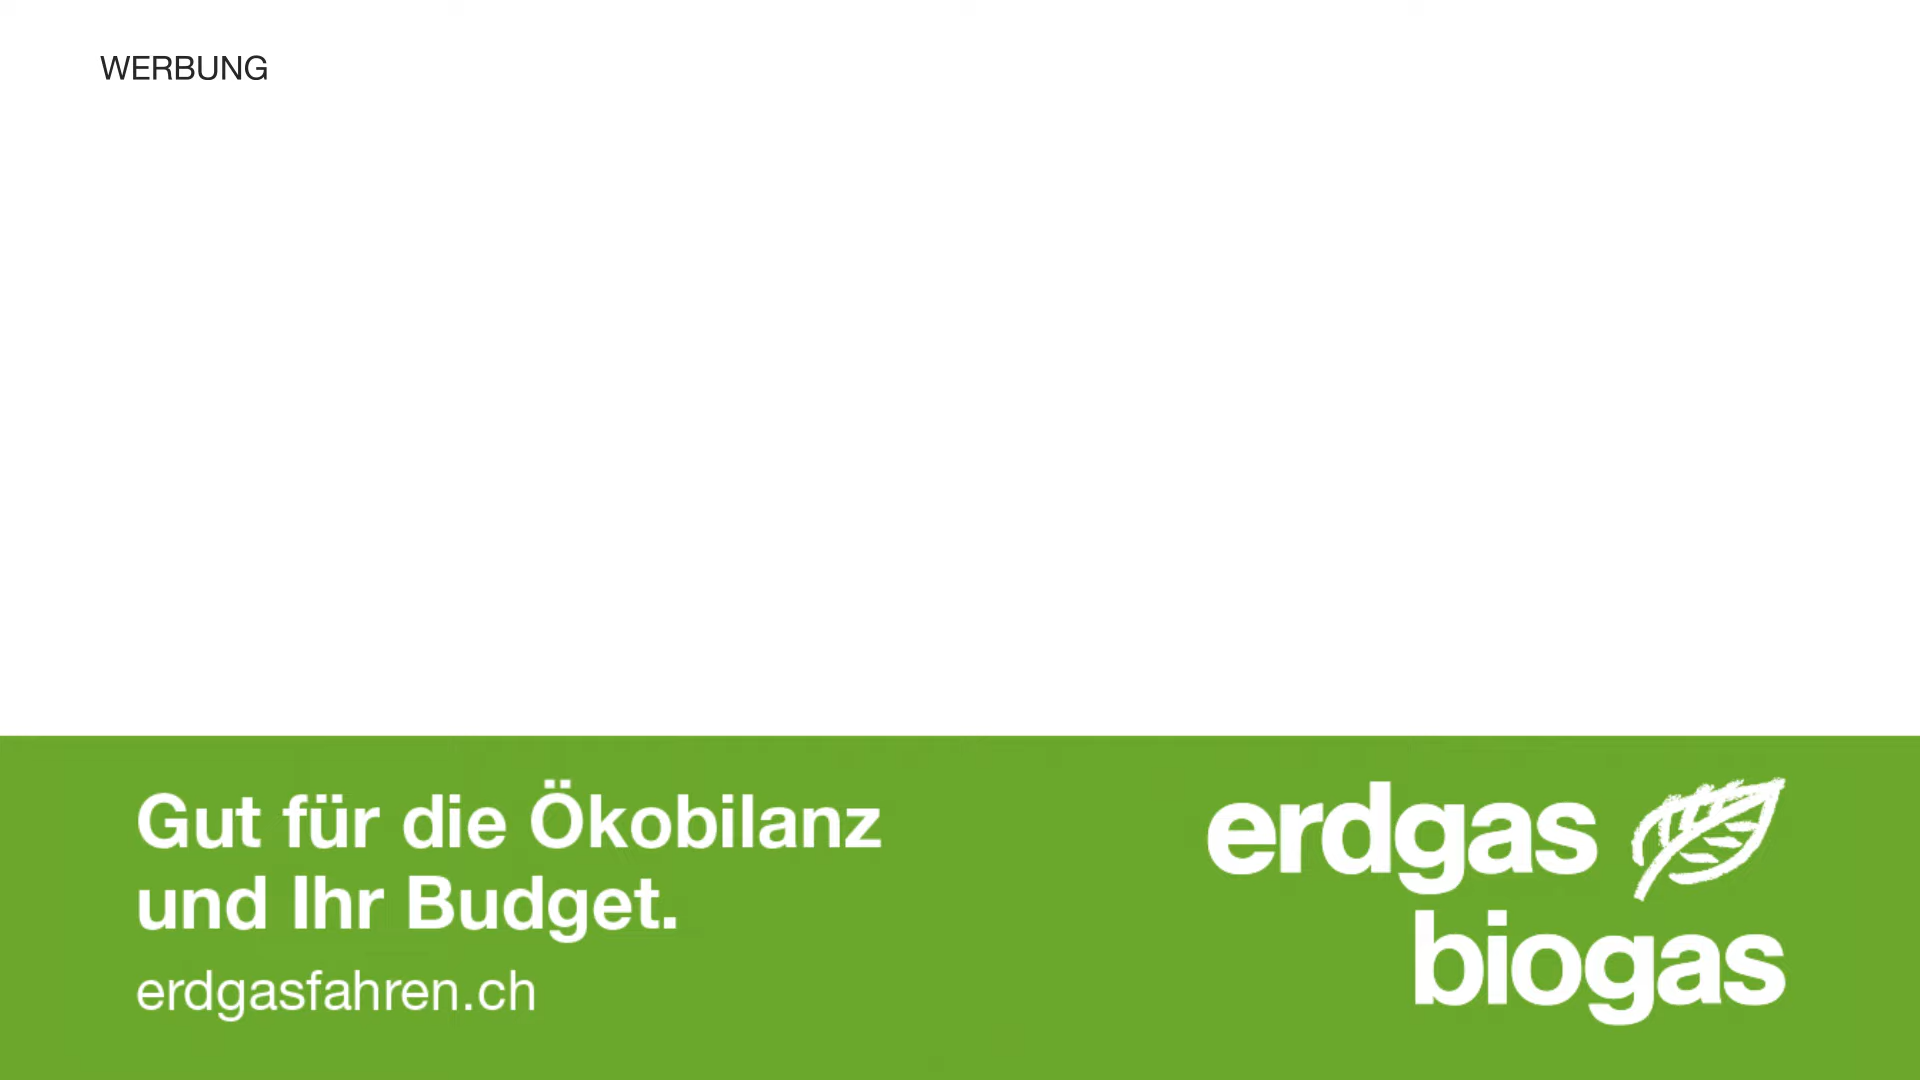 WERBUNG
Gut für die Ökobilanz
und Ihr Budget.
erdgasfahren.ch
erdgas
biogas